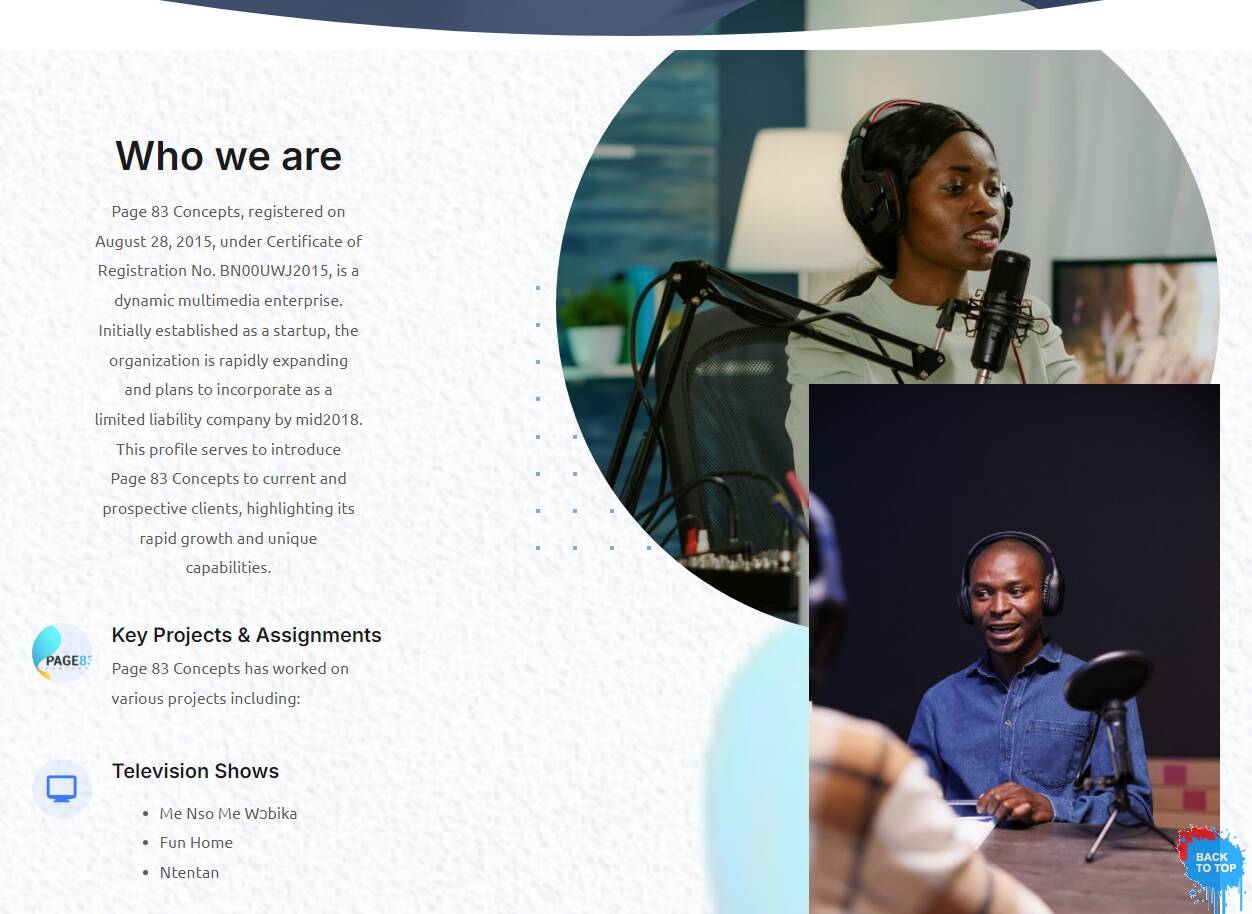 Who we are
Page 83 Concepts, registered on
August 28, 2015, under Certificate of
Registration No. BN00UWJ2015, is a
dynamic multimedia enterprise.
Initially established as a startup, the
organization is rapidly expanding
and plans to incorporate as a
limited liability company by mid2018.
This profile serves to introduce
Page 83 Concepts to current and
prospective clients, highlighting its
rapid growth and unique
capabilities.
PAGE83
Key Projects & Assignments
Page 83 Concepts has worked on
various projects including:
Television Shows
• Me Nso Me Wɔbika
• Fun Home
• Ntentan
BACK
TO TOP